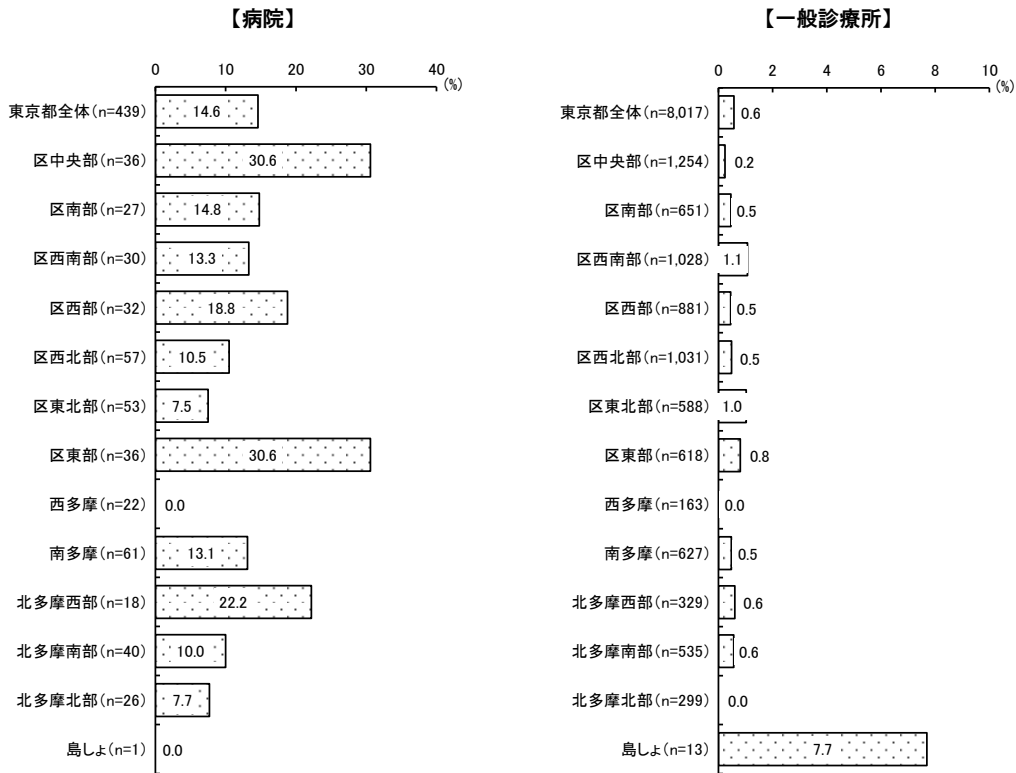 【病院】
0 10 20 30 40
(%)
東京都全体(n=439) 14.6
区中央部(n=36) 30.6
区南部(n=27) 14.8
区西南部(n=30) 13.3
区西部(n=32) 18.8
区西北部(n=57) 10.5
区東北部(n=53) 7.5
区東部(n=36) 30.6
西多摩(n=22) 0.0
南多摩(n=61) 13.1
北多摩西部(n=18) 22.2
北多摩南部(n=40) 10.0
北多摩北部(n=26) 7.7
島しょ(n=1) 0.0
【一般診療所】
0 2 4 6 8 10
(%)
東京都全体(n=8,017) 0.6
区中央部(n=1,254) 0.2
区南部(n=651) 0.5
区西南部(n=1,028) 1.1
区西部(n=881) 0.5
区西北部(n=1,031) 0.5
区東北部(n=588) 1.0
区東部(n=618) 0.8
西多摩(n=163) 0.0
南多摩(n=627) 0.5
北多摩西部(n=329) 0.6
北多摩南部(n=535) 0.6
北多摩北部(n=299) 0.0
島しょ(n=13) 7.7